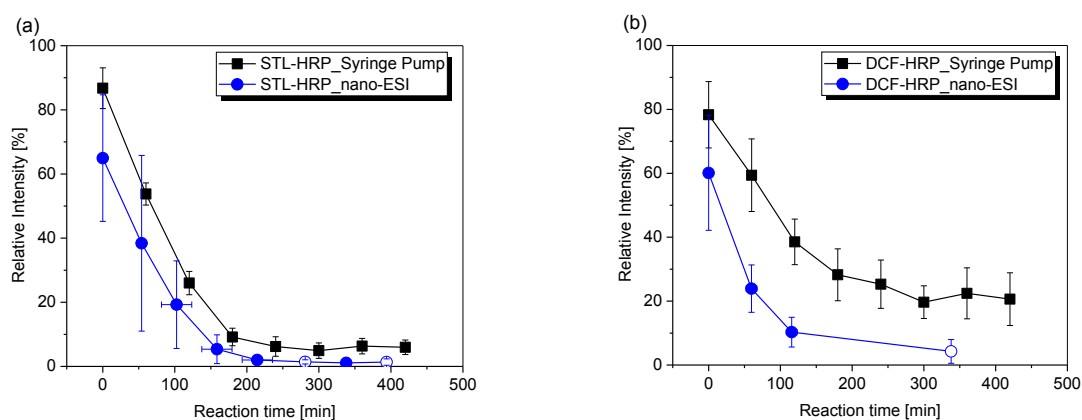 (a)
STL-HRP_Syringe Pump
STL-HRP_nano-ESI
Relative Intensity [%]
100
80
60
40
20
0
0 100 200 300 400 500
Reaction time [min]
(b)
DCF-HRP_Syringe Pump
DCF-HRP_nano-ESI
Relative Intensity [%]
100
80
60
40
20
0
0 100 200 300 400 500
Reaction time [min]